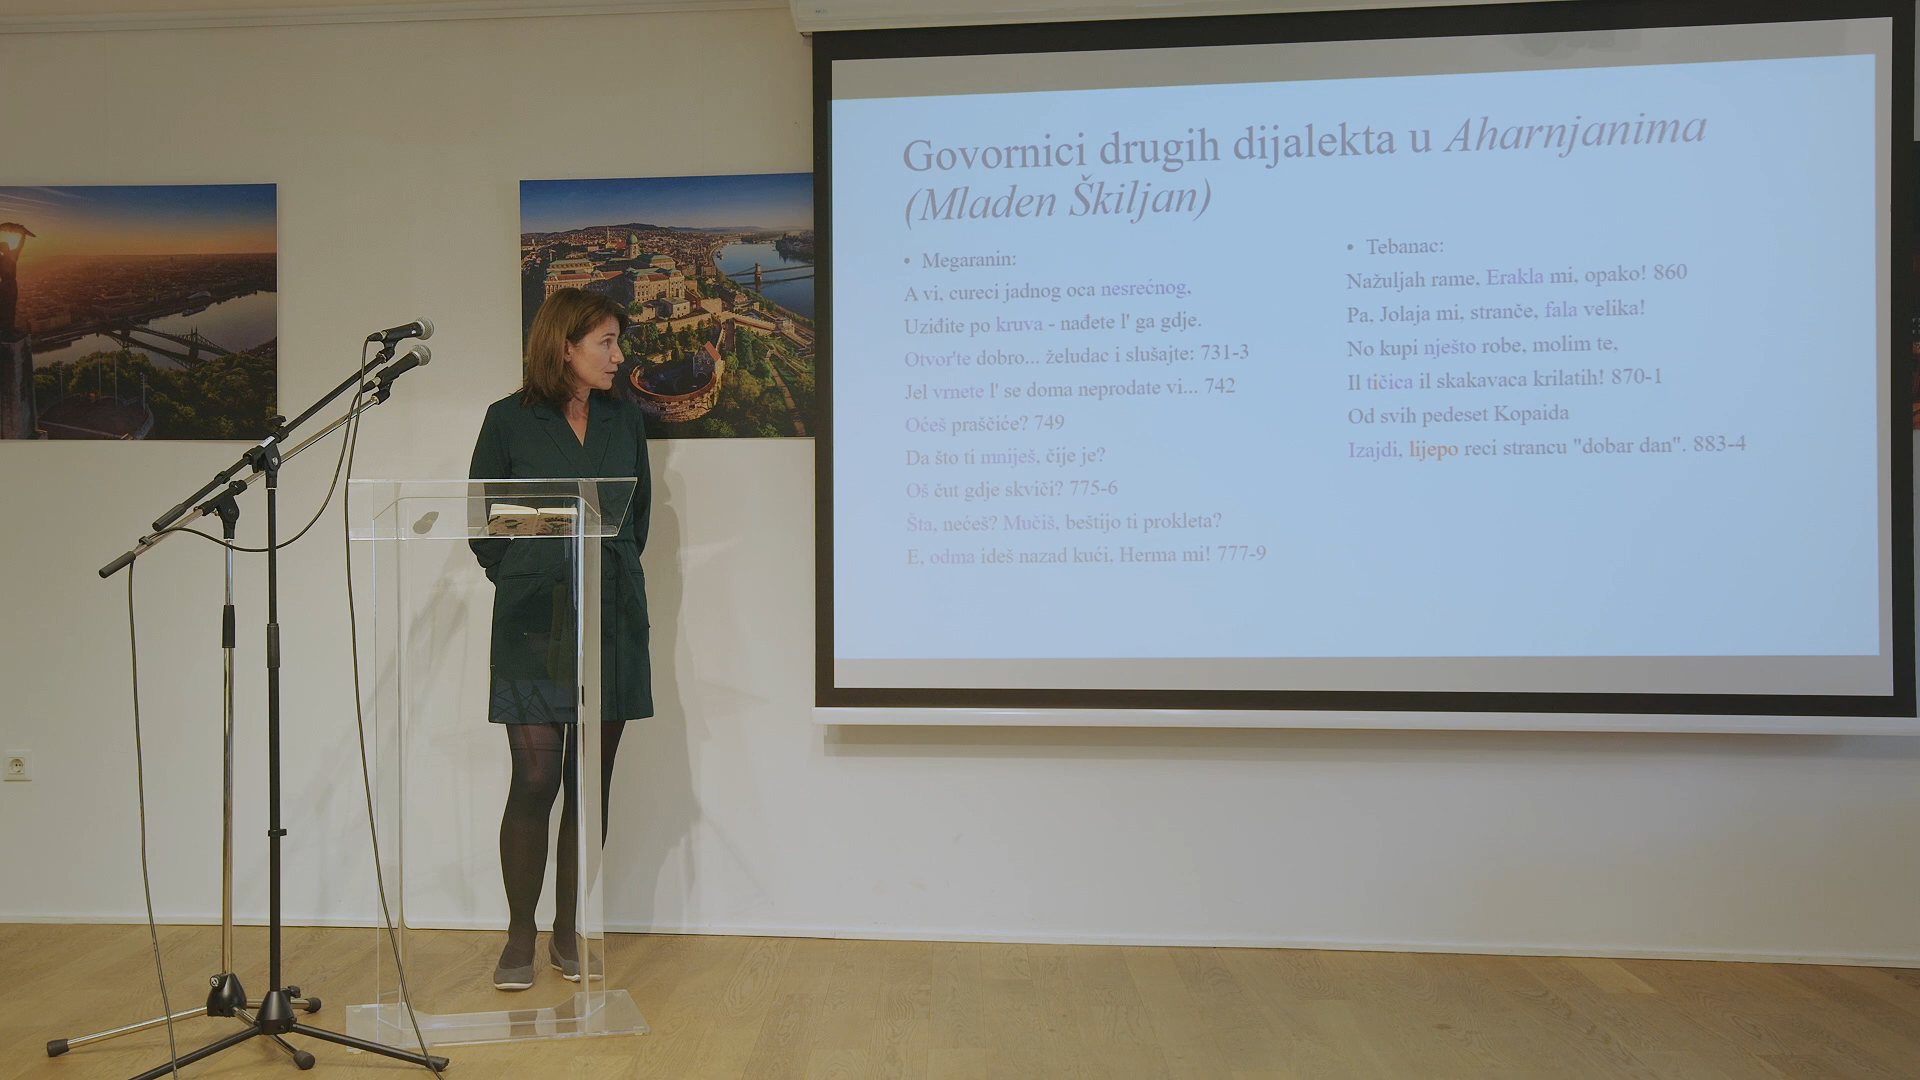 Govornici drugih dijalekta u Aharnjanima
(Mladen Škiljan)
• Megaranin:
A vi, cureci jadnog oca nesrećnog,
Uziđite po kruva - nađete l' ga gdje.
Otvor'te dobro... želudac i slušajte: 731-3
Jel vrnete l' se doma neprodate vi... 742
Oćeš praščiće? 749
Da što ti mniješ, čije je?
Oš čut gdje skviči? 775-6
Šta, nećeš? Mučiš, beštijo ti prokleta?
E, odma ideš nazad kući, Herma mi! 777-9
• Tebanac:
Nažuljah rame, Erakla mi, opako! 860
Pa, Jolaja mi, stranče, fala velika!
No kupi nješto robe, molim te,
Il tičica il skakavaca krilatih! 870-1
Od svih pedeset Kopaida
Izajdi, lijepo reci strancu "dobar dan". 883-4